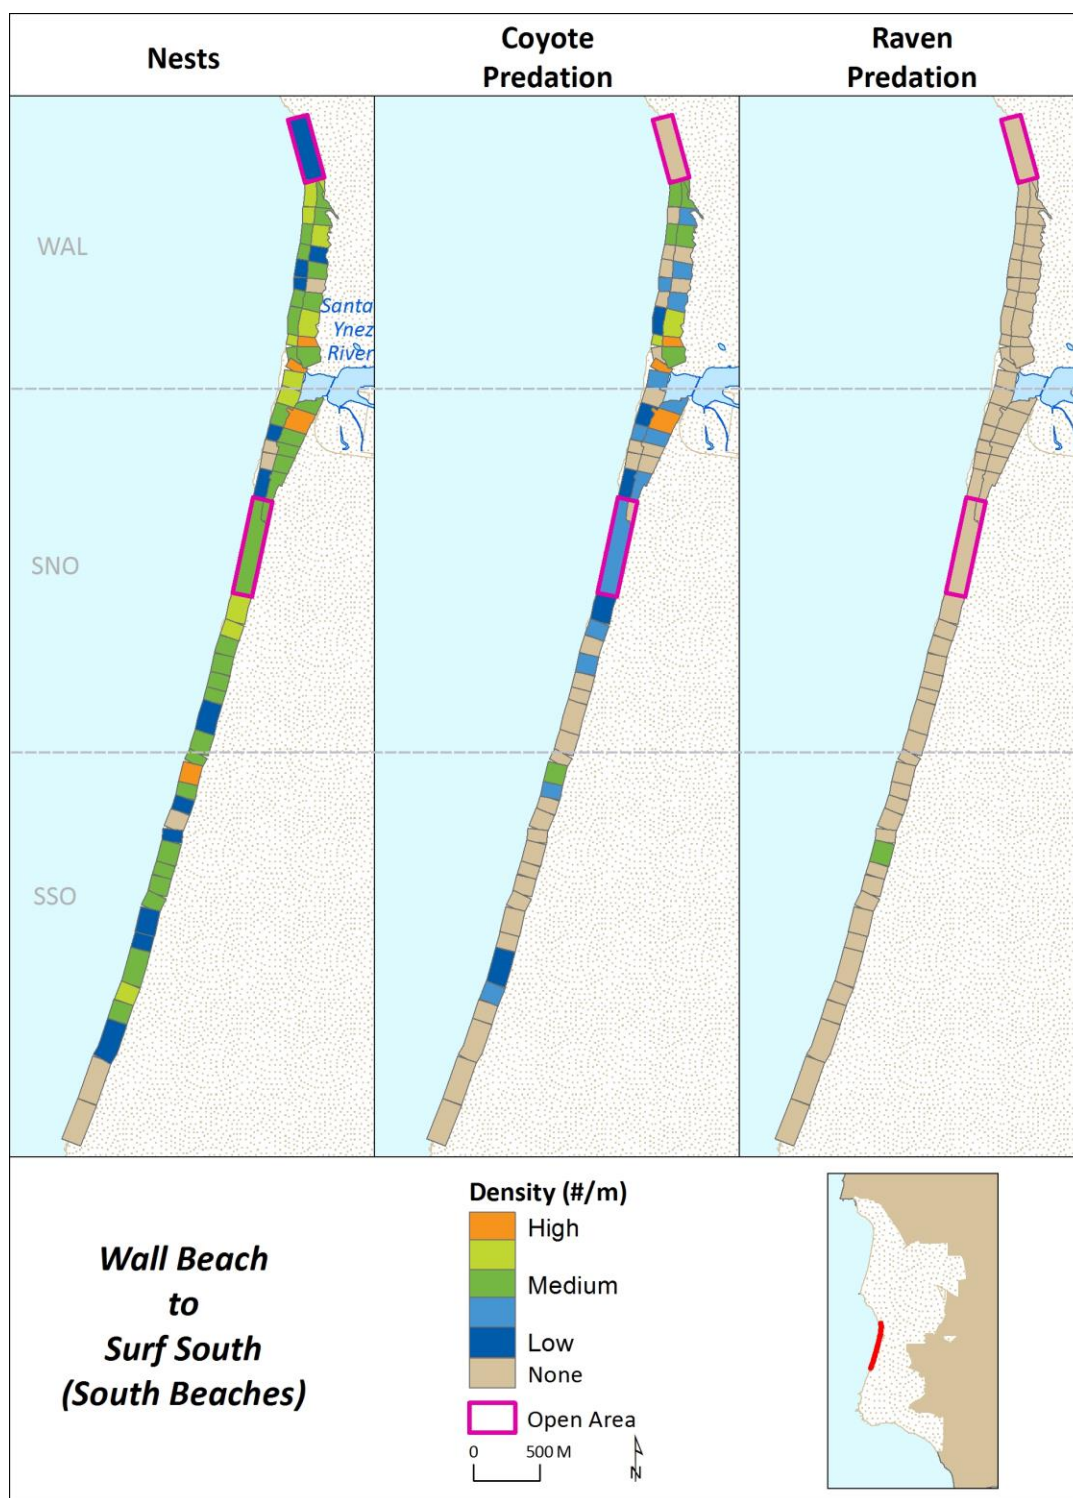 Nests
Coyote
Predation
Raven
Predation
WAL
Santa
Ynez
River
SNO
SSO
Wall Beach
to
Surf South
(South Beaches)
Density (#/m)
High
Medium
Low
None
Open Area
0 500 M
N